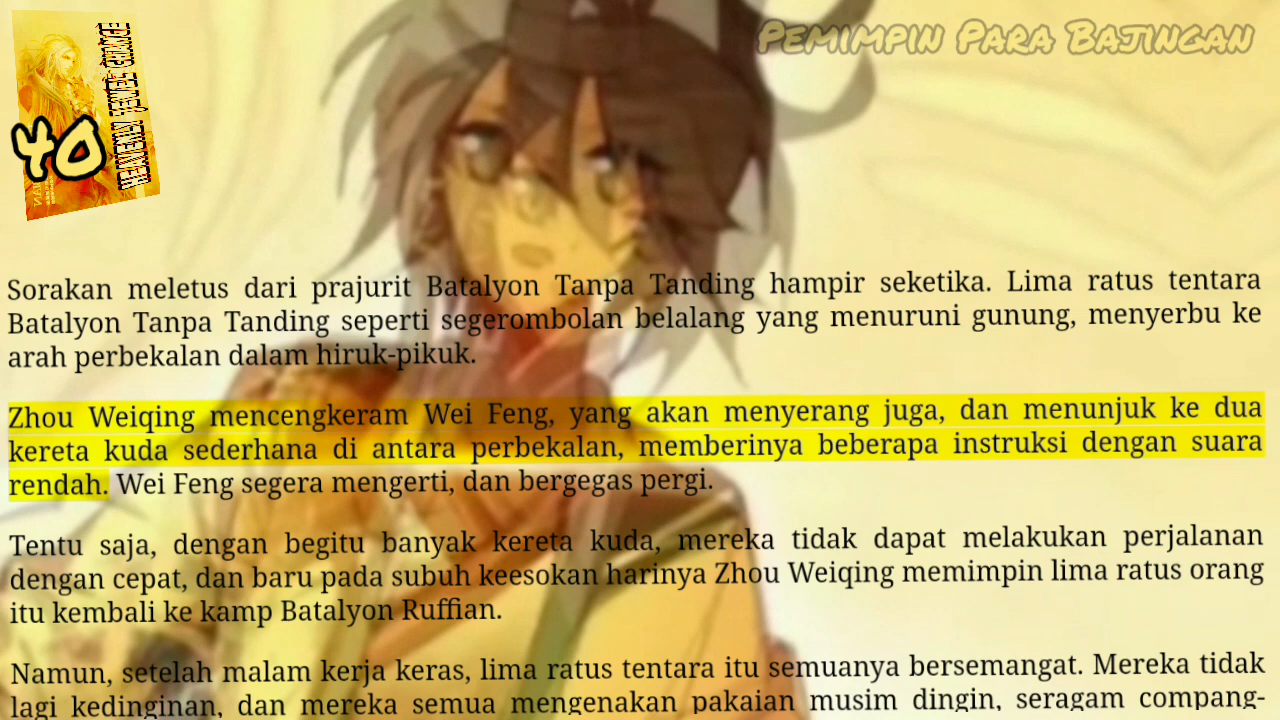 Pemimpin Para Bajingan
40
Sorakan meletus dari prajurit Batalyon Tanpa Tanding hampir seketika. Lima ratus tentara
Batalyon Tanpa Tanding seperti segerombolan belalang yang menuruni gunung, menyerbu ke
arah perbekalan dalam hiruk-pikuk.
Zhou Weiqing mencengkeram Wei Feng, yang akan menyerang juga, dan menunjuk ke dua
kereta kuda sederhana di antara perbekalan, memberinya beberapa instruksi dengan suara
rendah. Wei Feng segera mengerti, dan bergegas pergi.
Tentu saja, dengan begitu banyak kereta kuda, mereka tidak dapat melakukan perjalanan
dengan cepat, dan baru pada subuh keesokan harinya Zhou Weiqing memimpin lima ratus orang
itu kembali ke kamp Batalyon Ruffian.
Namun, setelah malam kerja keras, lima ratus tentara itu semuanya bersemangat. Mereka tidak
lagi kedinginan, dan mereka semua mengenakan pakaian musim dingin, seragam compang-